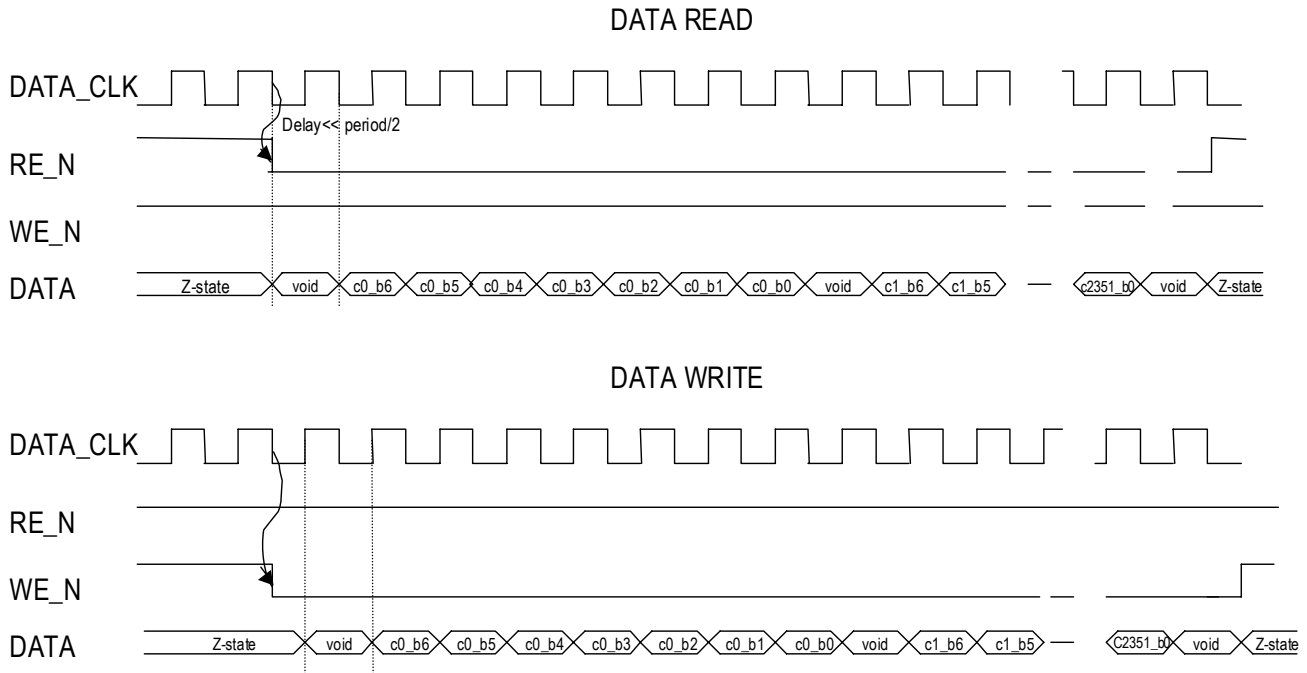 DATA READ
DATA_CLK
Delay<< period/2
RE_N
WE_N
DATA Z-state void c0_b6 c0_b5 c0_b4 c0_b3 c0_b2 c0_b1 c0_b0 void c1_b6 c1_b5 c2351_b0 void Z-state
DATA WRITE
DATA_CLK
RE_N
WE_N
DATA Z-state void c0_b6 c0_b5 c0_b4 c0_b3 c0_b2 c0_b1 c0_b0 void c1_b6 c1_b5 C2351_b0 void Z-state